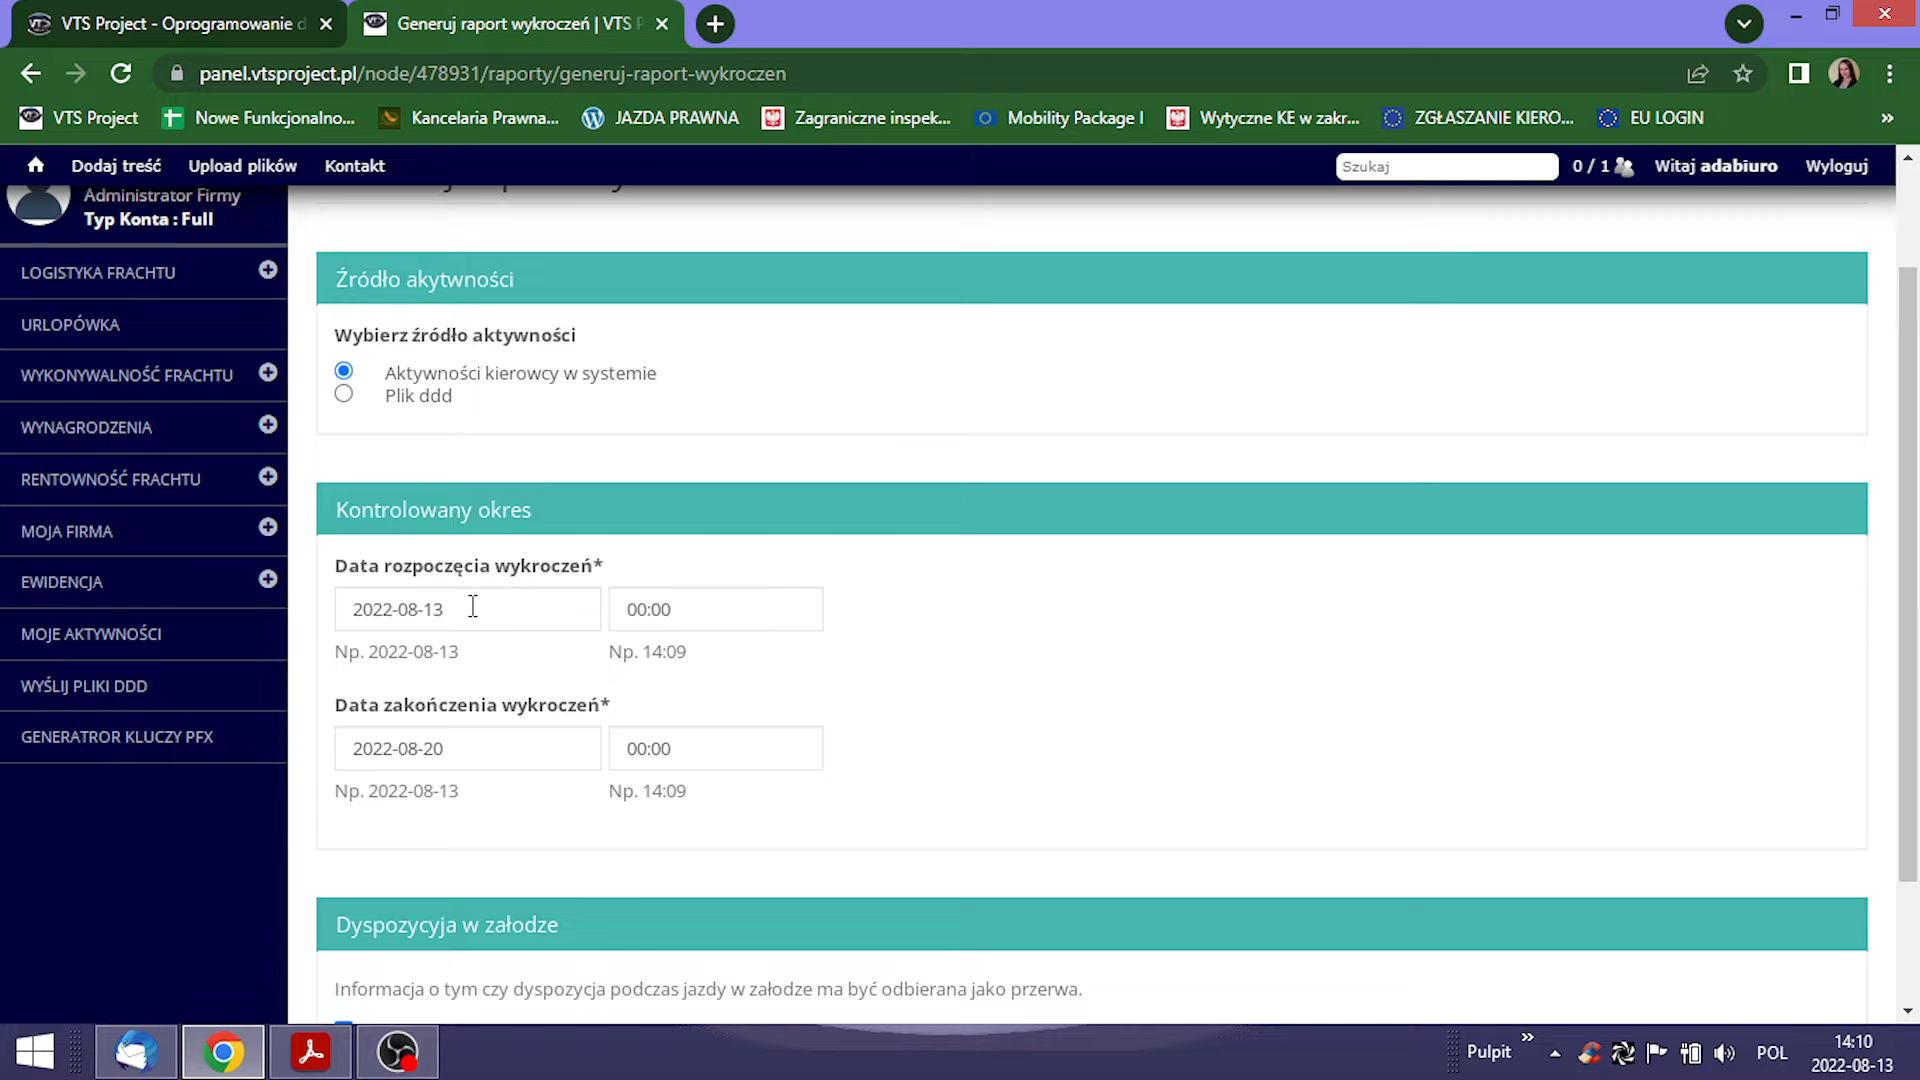 VTS Project - Oprogramowanie d
Generuj raport wykroczeń | VTS P
panel.vtsproject.pl/node/478931/raporty/generuj-raport-wykroczen
VTS Project
Nowe Funkcjonalno...
Kancelaria Prawna...
JAZDA PRAWNA
Zagraniczne inspek...
Mobility Package I
Wytyczne KE w zakr...
ZGŁASZANIE KIERO...
EU LOGIN
»
Dodaj treść
Upload plików
Kontakt
Szukaj
0 / 1
Witaj adabiuro
Wyloguj
Administrator Firmy
Typ Konta : Full
LOGISTYKA FRACHTU
URLOPÓWKA
WYKONYWALNOŚĆ FRACHTU
WYNAGRODZENIA
RENTOWNOŚĆ FRACHTU
MOJA FIRMA
EWIDENCJA
MOJE AKTYWNOŚCI
WYŚLIJ PLIKI DDD
GENERATROR KLUCZY PFX
Źródło akytwności
Wybierz źródło aktywności
Aktywności kierowcy w systemie
Plik ddd
Kontrolowany okres
Data rozpoczęcia wykroczeń*
2022-08-13
00:00
Np. 2022-08-13
Np. 14:09
Data zakończenia wykroczeń*
2022-08-20
00:00
Np. 2022-08-13
Np. 14:09
Dyspozycyja w załodze
Informacja o tym czy dyspozycja podczas jazdy w załodze ma być odbierana jako przerwa.
Pulpit
»
POL
14:10
2022-08-13